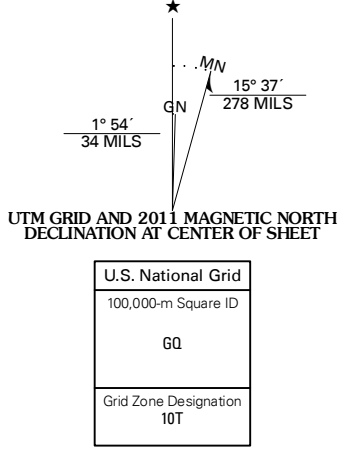 ★
MN
15° 37´
278 MILS
GN
1° 54´
34 MILS
UTM GRID AND 2011 MAGNETIC NORTH
DECLINATION AT CENTER OF SHEET
U.S. National Grid
100,000-m Square ID
GQ
Grid Zone Designation
10T